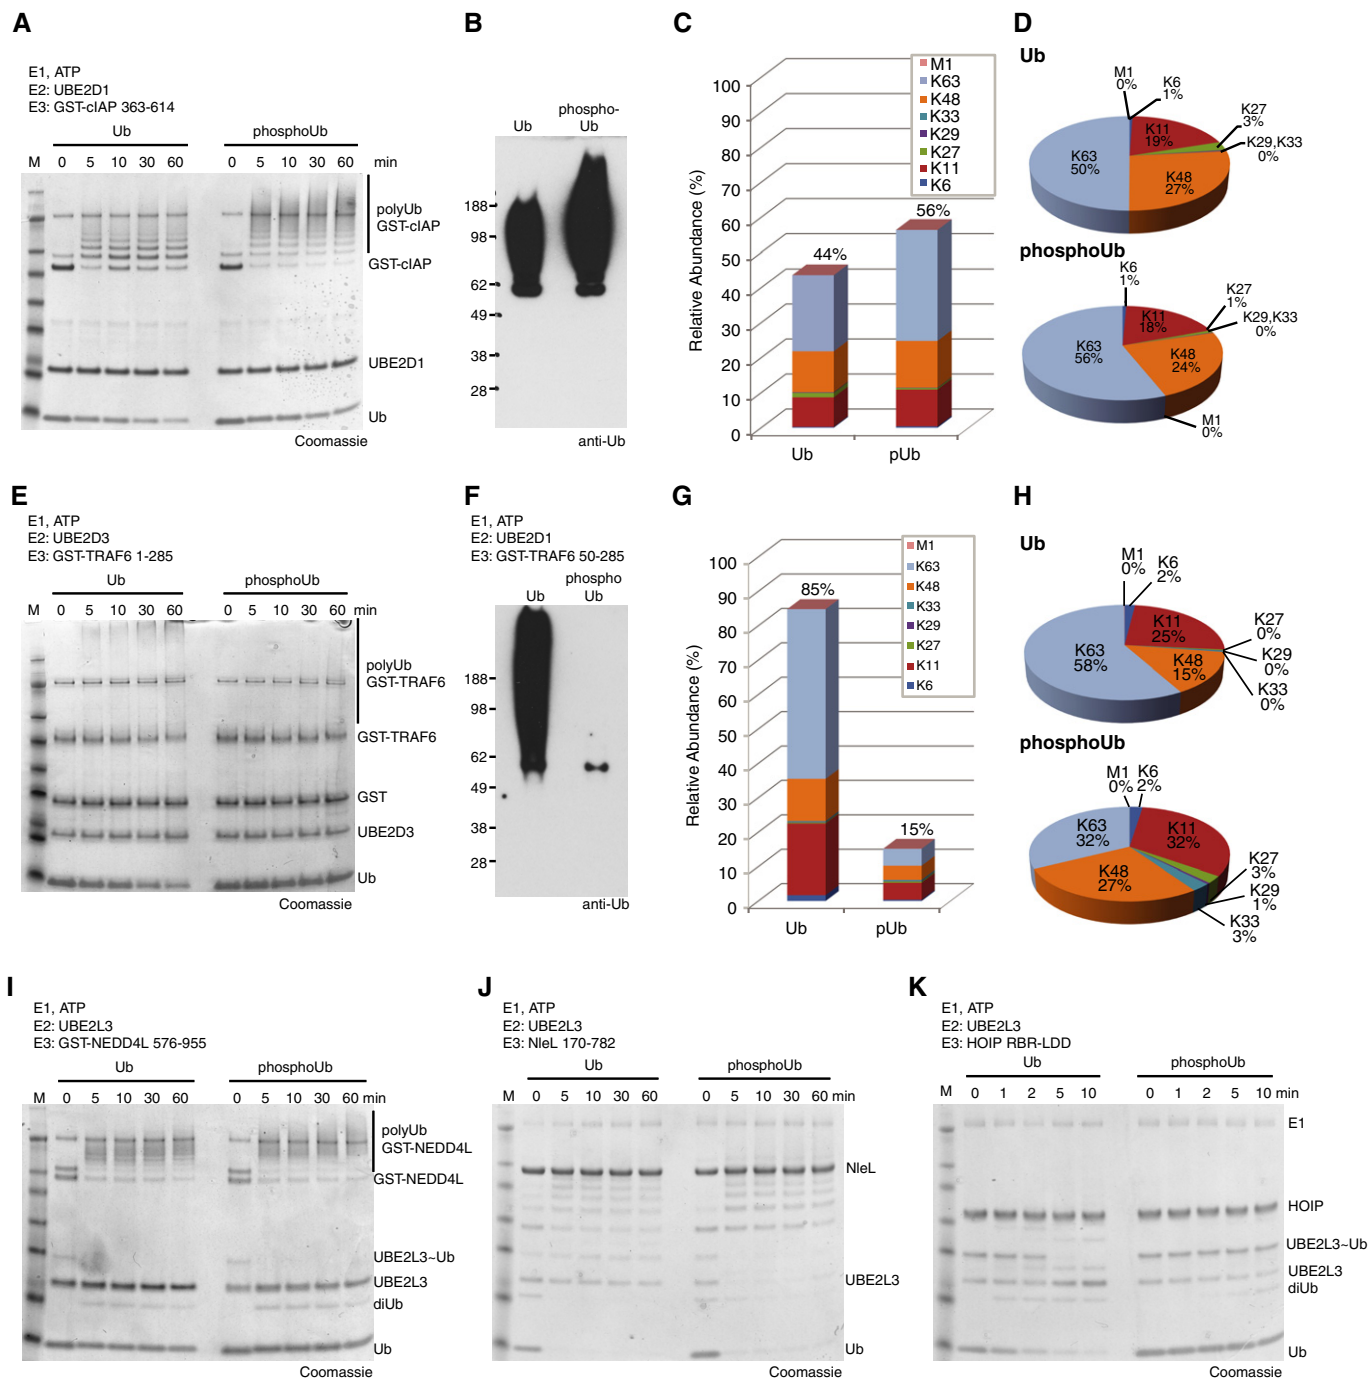 A
E1, ATP
E2: UBE2D1
E3: GST-cIAP 363-614
Ub
phosphoUb
M 0 5 10 30 60 0 5 10 30 60 min
polyUb
GST-cIAP
GST-cIAP
UBE2D1
Ub
Coomassie
B
Ub
phospho-
Ub
188
98
62
49
38
28
anti-Ub
C
Relative Abundance (%)
100
90
80
70
60
50
40
30
20
10
0
44%
56%
Ub
pUb
M1
K63
K48
K33
K29
K27
K11
K6
D
Ub
M1
0%
K6
1%
K11
19%
K27
3%
K29,K33
0%
K48
27%
K63
50%
phosphoUb
K6
1%
K11
18%
K27
1%
K29,K33
0%
K48
24%
K63
56%
M1
0%
E
E1, ATP
E2: UBE2D3
E3: GST-TRAF6 1-285
Ub
phosphoUb
M 0 5 10 30 60 0 5 10 30 60 min
polyUb
GST-TRAF6
GST-TRAF6
GST
UBE2D3
Ub
Coomassie
F
E1, ATP
E2: UBE2D1
E3: GST-TRAF6 50-285
Ub
phospho
Ub
188
98
62
49
38
28
anti-Ub
G
Relative Abundance (%)
100
90
80
70
60
50
40
30
20
10
0
85%
15%
Ub
pUb
M1
K63
K48
K33
K29
K27
K11
K6
H
Ub
M1
0%
K6
2%
K11
25%
K27
0%
K29
0%
K33
0%
K48
15%
K63
58%
phosphoUb
M1
0%
K6
2%
K11
32%
K27
3%
K29
1%
K33
3%
K48
27%
K63
32%
I
E1, ATP
E2: UBE2L3
E3: GST-NEDD4L 576-955
Ub
phosphoUb
M 0 5 10 30 60 0 5 10 30 60 min
polyUb
GST-NEDD4L
GST-NEDD4L
UBE2L3~Ub
UBE2L3
diUb
Ub
Coomassie
J
E1, ATP
E2: UBE2L3
E3: NleL 170-782
Ub
phosphoUb
M 0 5 10 30 60 0 5 10 30 60 min
NleL
UBE2L3
Ub
Coomassie
K
E1, ATP
E2: UBE2L3
E3: HOIP RBR-LDD
Ub
phosphoUb
M 0 1 2 5 10 0 1 2 5 10 min
E1
HOIP
UBE2L3~Ub
UBE2L3
diUb
Ub
Coomassie